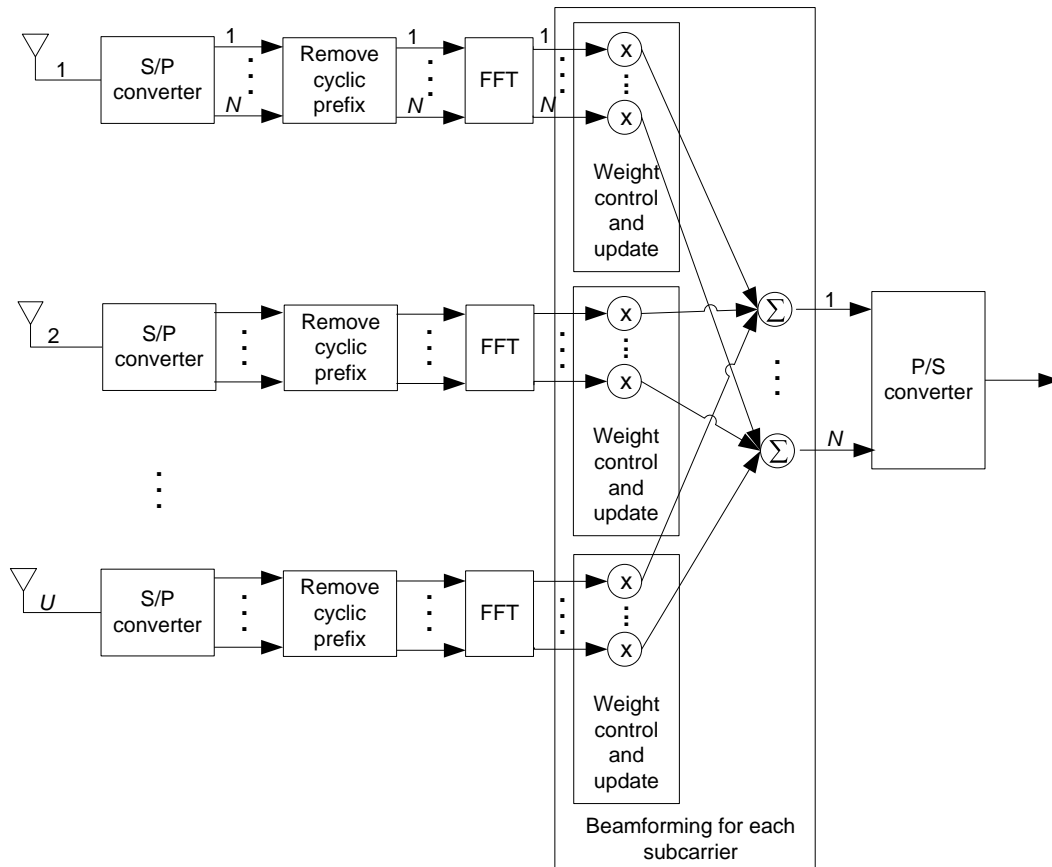 1
S/P
converter
1
N
Remove
cyclic
prefix
1
N
FFT
1
N
x
x
Weight
control
and
update
2
S/P
converter
Remove
cyclic
prefix
FFT
x
x
Weight
control
and
update
Σ
Σ
1
N
P/S
converter
U
S/P
converter
Remove
cyclic
prefix
FFT
x
x
Weight
control
and
update
Beamforming for each
subcarrier